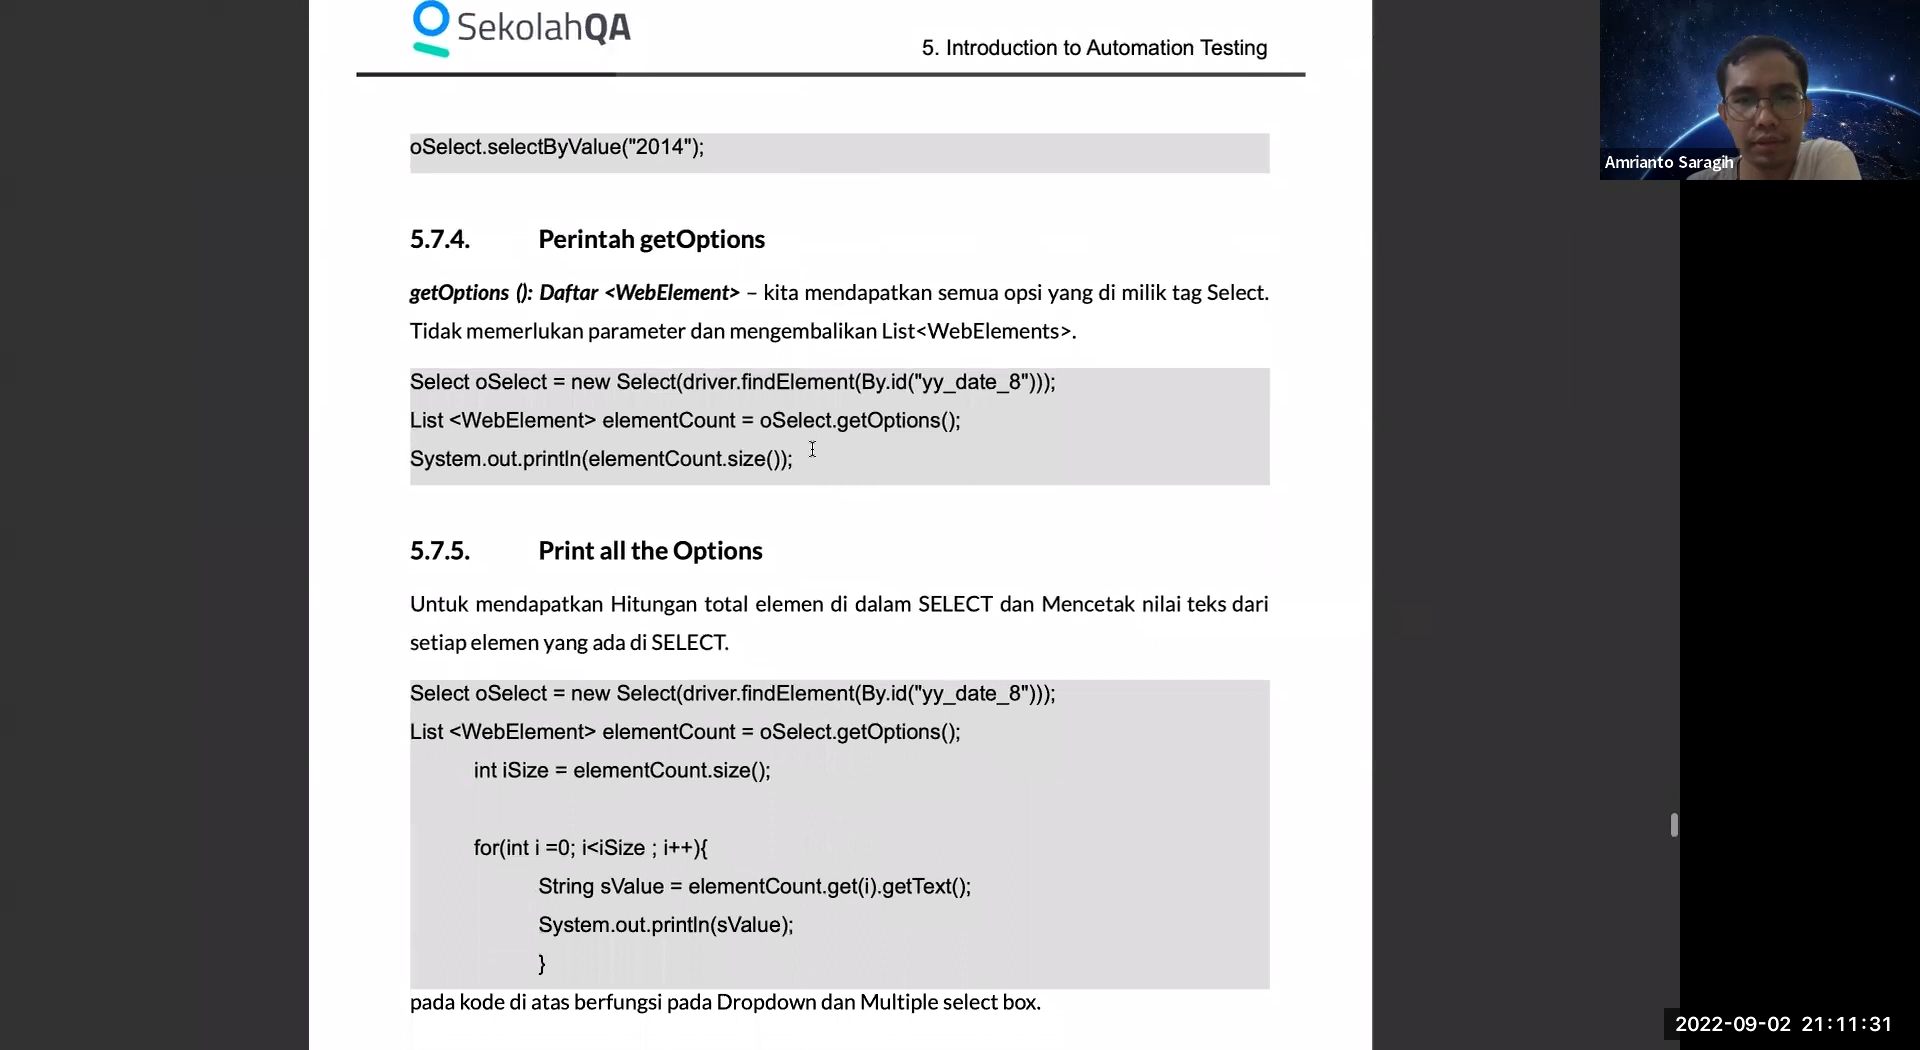 SekolahQA
5. Introduction to Automation Testing
Amrianto Saragih
oSelect.selectByValue("2014");
5.7.4. Perintah getOptions
getOptions (): Daftar <WebElement> – kita mendapatkan semua opsi yang di milik tag Select.
Tidak memerlukan parameter dan mengembalikan List<WebElements>.
Select oSelect = new Select(driver.findElement(By.id("yy_date_8")));
List <WebElement> elementCount = oSelect.getOptions();
System.out.println(elementCount.size());
5.7.5. Print all the Options
Untuk mendapatkan Hitungan total elemen di dalam SELECT dan Mencetak nilai teks dari
setiap elemen yang ada di SELECT.
Select oSelect = new Select(driver.findElement(By.id("yy_date_8")));
List <WebElement> elementCount = oSelect.getOptions();
int iSize = elementCount.size();
for(int i =0; i<iSize ; i++){
String sValue = elementCount.get(i).getText();
System.out.println(sValue);
}
pada kode di atas berfungsi pada Dropdown dan Multiple select box.
2022-09-02 21:11:31